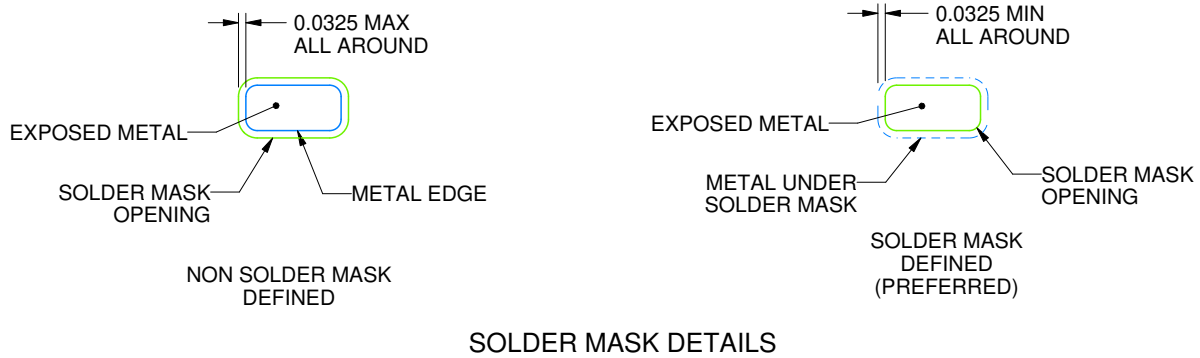 0.0325 MAX
ALL AROUND
EXPOSED METAL
SOLDER MASK
OPENING
METAL EDGE
NON SOLDER MASK
DEFINED
0.0325 MIN
ALL AROUND
EXPOSED METAL
METAL UNDER
SOLDER MASK
SOLDER MASK
OPENING
SOLDER MASK
DEFINED
(PREFERRED)
SOLDER MASK DETAILS